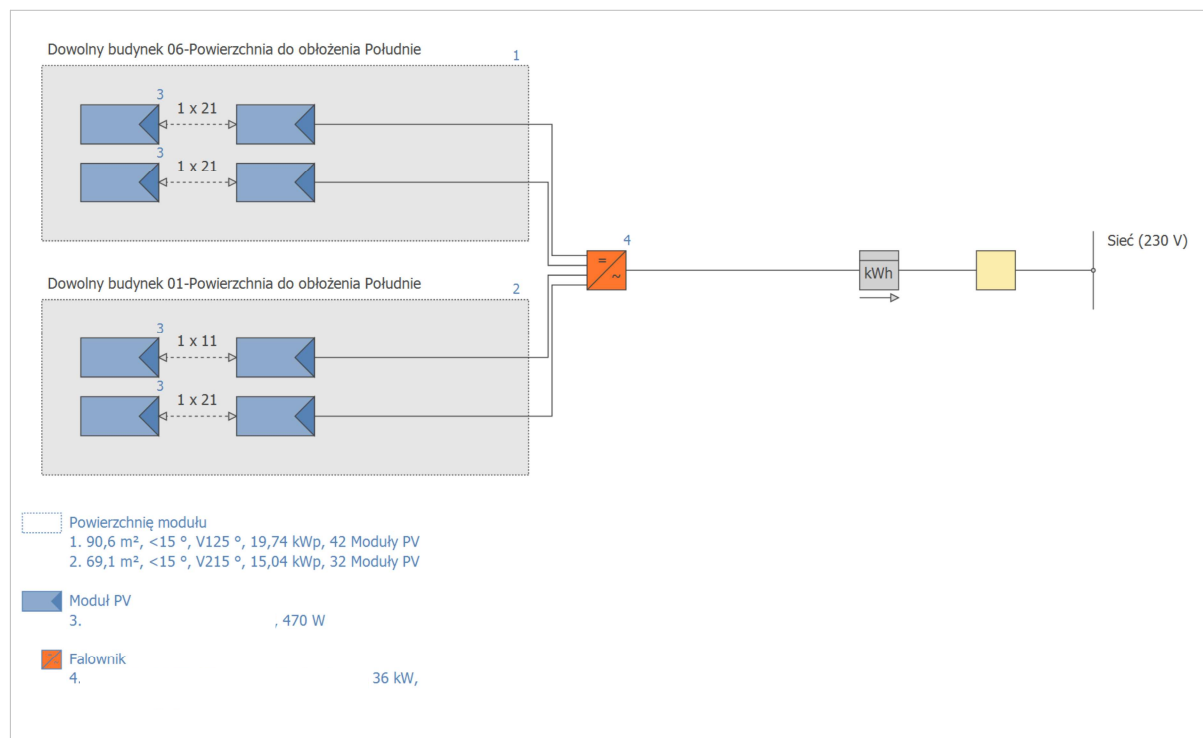 Dowolny budynek 06-Powierzchnia do obłożenia Południe
1
3
1 x 21
3
1 x 21
4
=
~
kWh
Sieć (230 V)
Dowolny budynek 01-Powierzchnia do obłożenia Południe
2
3
1 x 11
3
1 x 21
Powierzchnię modułu
1. 90,6 m², <15 °, V125 °, 19,74 kWp, 42 Moduły PV
2. 69,1 m², <15 °, V215 °, 15,04 kWp, 32 Moduły PV
Moduł PV
3. , 470 W
Falownik
4. 36 kW,